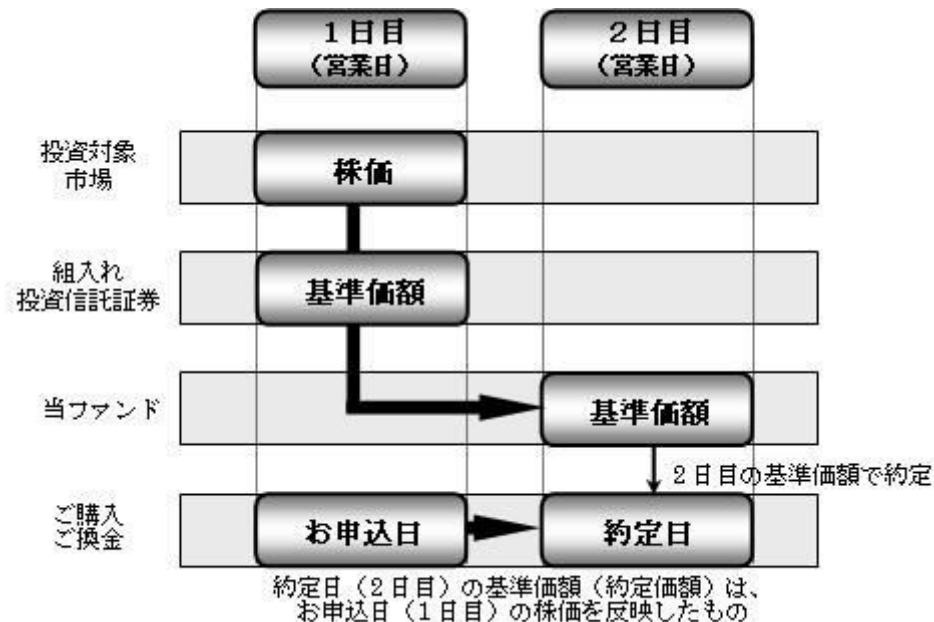 1日目
(営業日)
2日目
(営業日)
投資対象
市場
株価
組入れ
投資信託証券
基準価額
当ファンド
基準価額
2日目の基準価額で約定
ご購入
ご換金
お申込日
約定日
約定日(2日目)の基準価額(約定価額)は、
お申込日(1日目)の株価を反映したもの